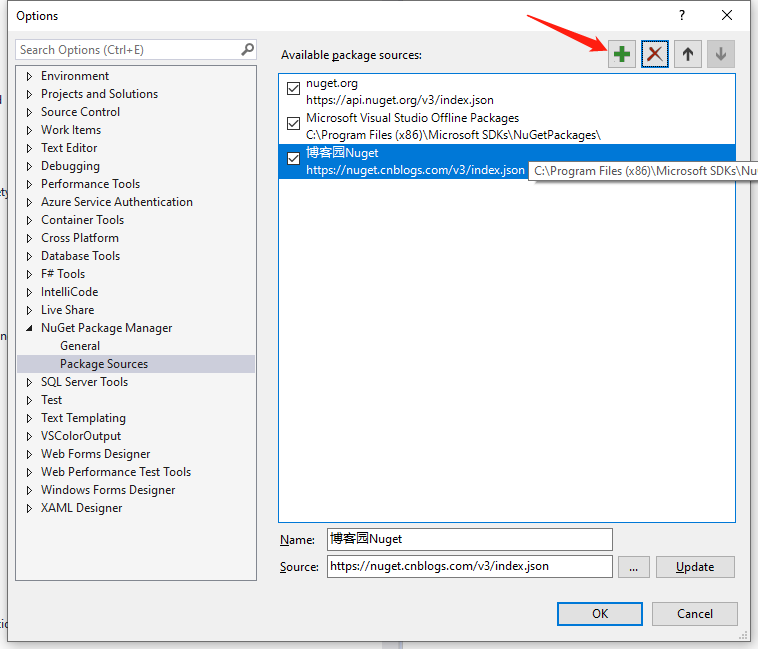 Options
?
Search Options (Ctrl+E)
Available package sources:
Environment
Projects and Solutions
Source Control
Work Items
Text Editor
Debugging
Performance Tools
Azure Service Authentication
Container Tools
Cross Platform
Database Tools
F# Tools
IntelliCode
Live Share
NuGet Package Manager
General
Package Sources
SQL Server Tools
Test
Text Templating
VSColorOutput
Web Forms Designer
Web Performance Test Tools
Windows Forms Designer
XAML Designer
nuget.org
https://api.nuget.org/v3/index.json
Microsoft Visual Studio Offline Packages
C:\Program Files (x86)\Microsoft SDKs\NuGetPackages\
博客园Nuget
https://nuget.cnblogs.com/v3/index.json
C:\Program Files (x86)\Microsoft SDKs\Nu
Name:
博客园Nuget
Source:
https://nuget.cnblogs.com/v3/index.json
...
Update
OK
Cancel